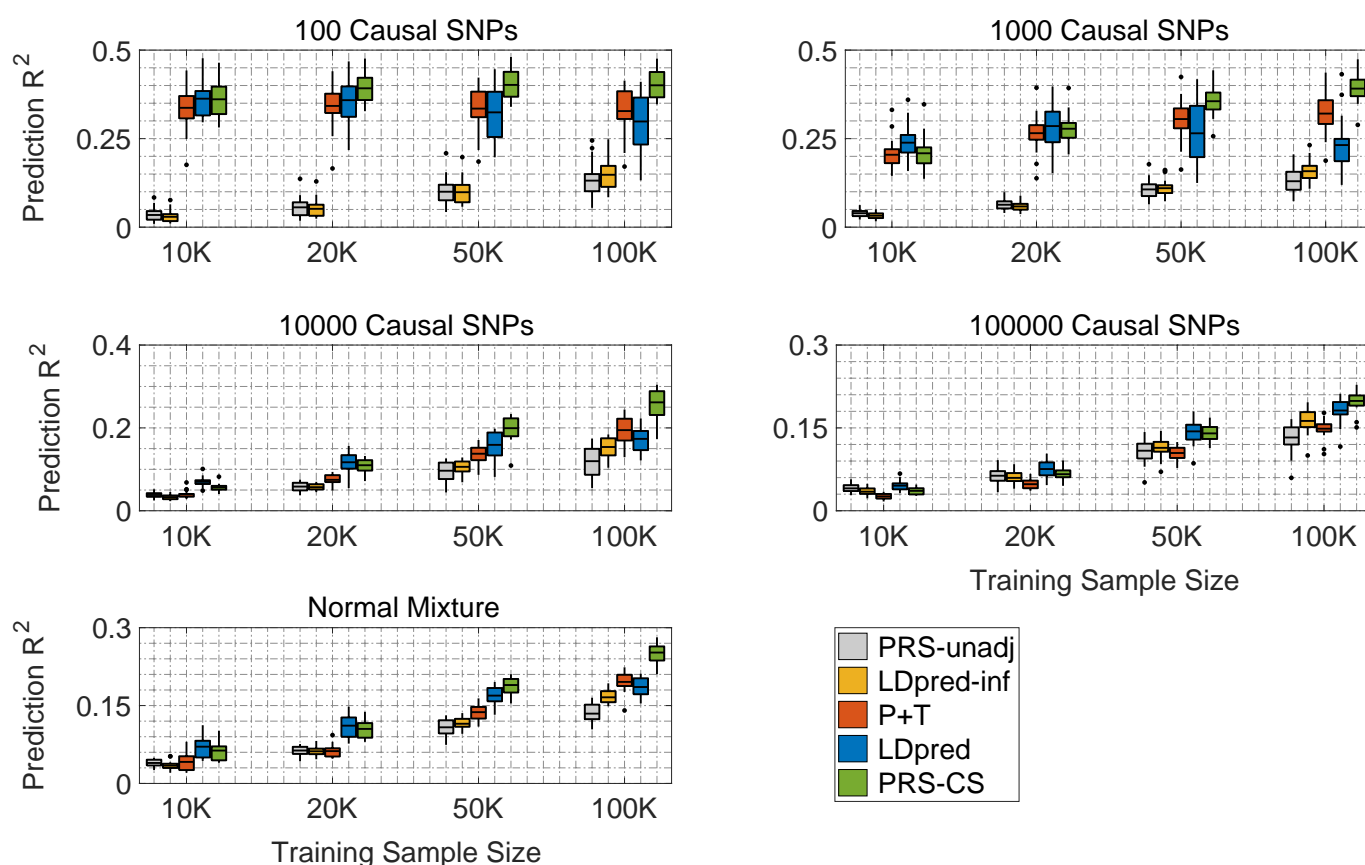 100 Causal SNPs
Prediction R²
0.5
0.25
0
10K 20K 50K 100K
1000 Causal SNPs
0.5
0.25
0
10K 20K 50K 100K
10000 Causal SNPs
Prediction R²
0.4
0.2
0
10K 20K 50K 100K
100000 Causal SNPs
0.3
0.15
0
10K 20K 50K 100K
Training Sample Size
Normal Mixture
Prediction R²
0.3
0.15
0
10K 20K 50K 100K
Training Sample Size
PRS-unadj
LDpred-inf
P+T
LDpred
PRS-CS